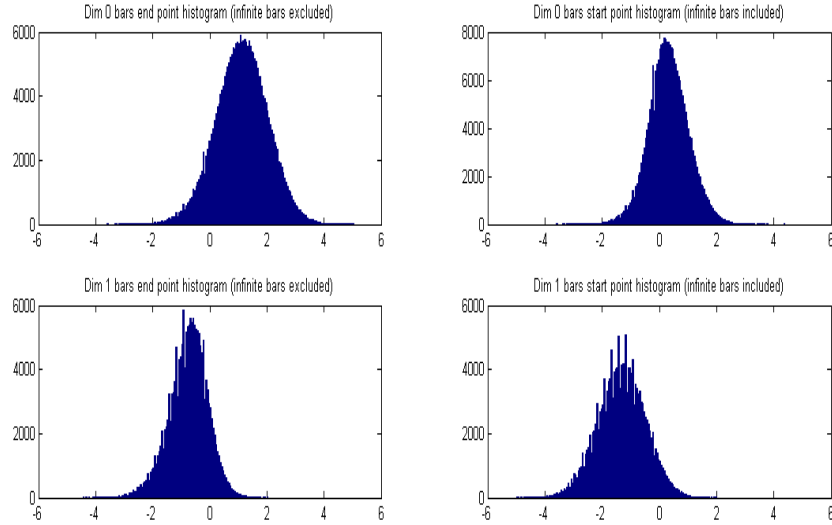 Dim 0 bars end point histogram (infinite bars excluded)
6000
4000
2000
0
-6 -4 -2 0 2 4 6
Dim 0 bars start point histogram (infinite bars included)
8000
6000
4000
2000
0
-6 -4 -2 0 2 4 6
Dim 1 bars end point histogram (infinite bars excluded)
6000
4000
2000
0
-6 -4 -2 0 2 4 6
Dim 1 bars start point histogram (infinite bars included)
6000
4000
2000
0
-6 -4 -2 0 2 4 6